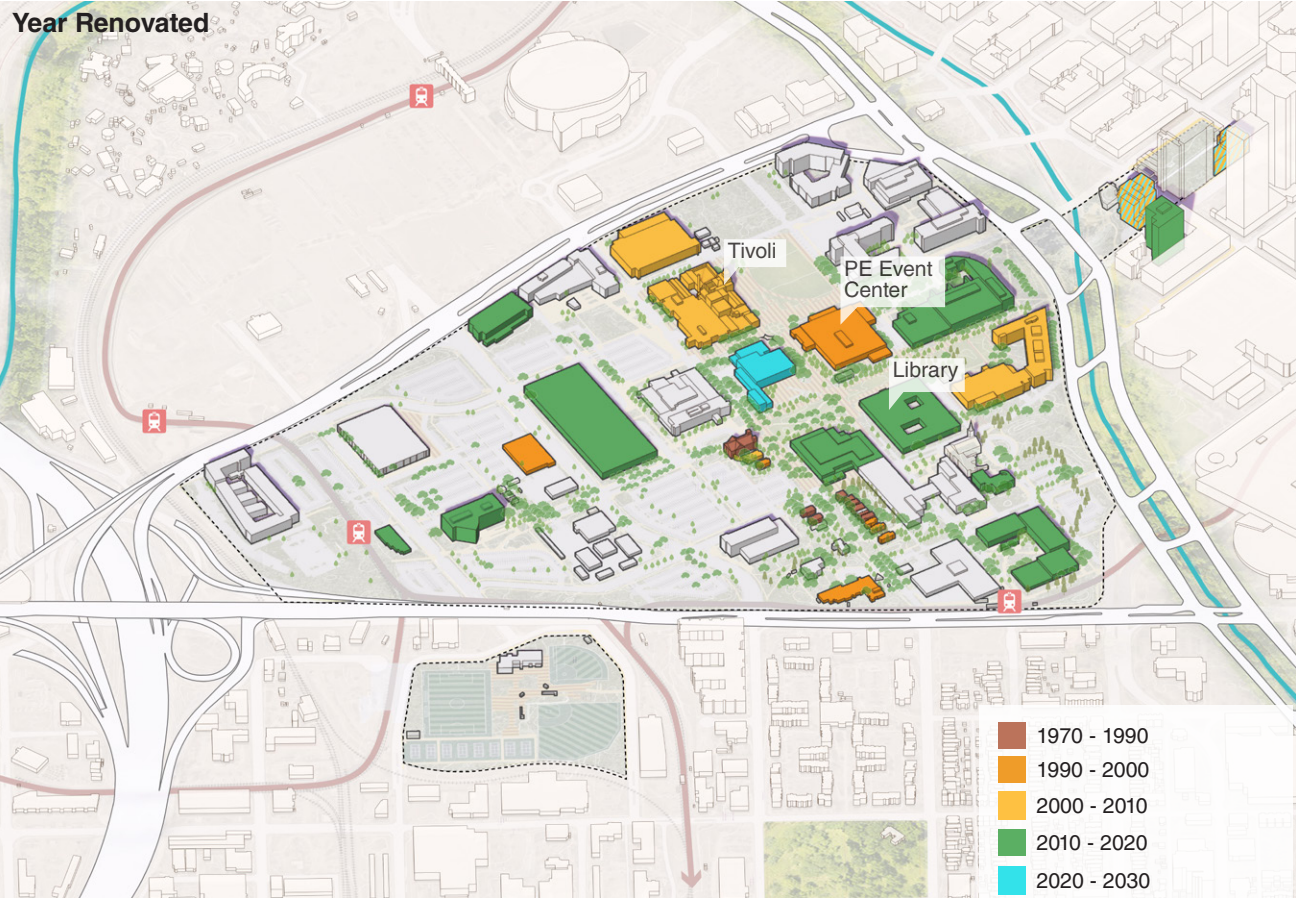 Year Renovated
Tivoli
PE Event
Center
Library
1970 - 1990
1990 - 2000
2000 - 2010
2010 - 2020
2020 - 2030